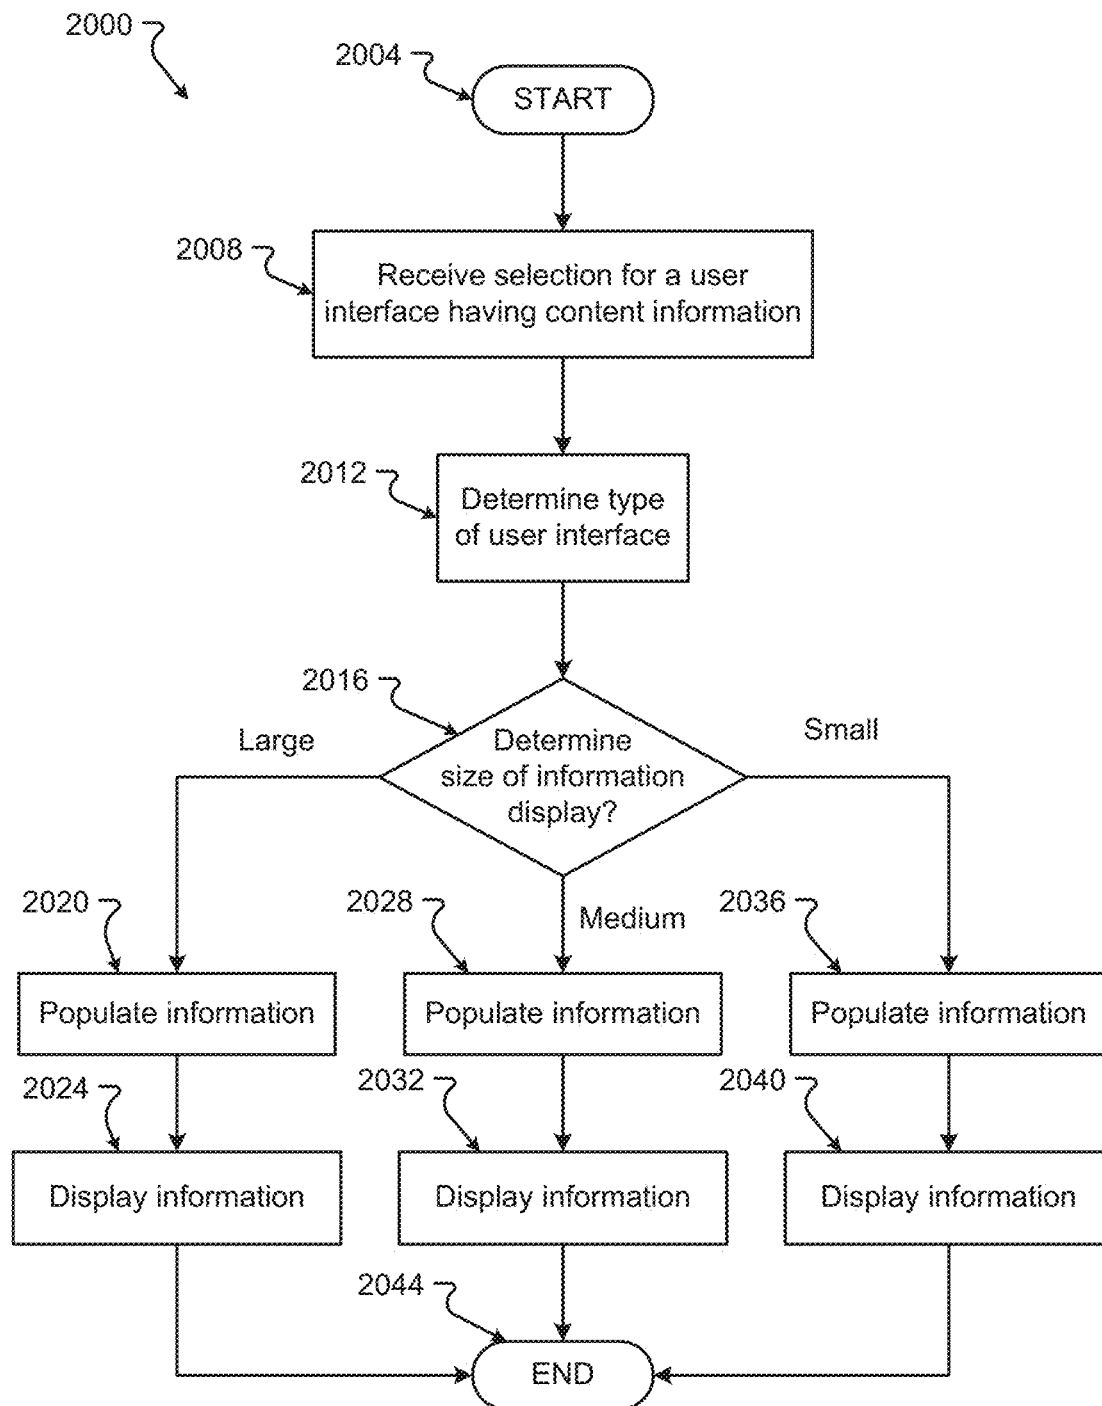 2000
2004
START
2008
Receive selection for a user
interface having content information
2012
Determine type
of user interface
2016
Large
Small
Determine
size of information
display?
2020
2028
Medium
2036
Populate information
Populate information
Populate information
2024
2032
2040
Display information
Display information
Display information
2044
END